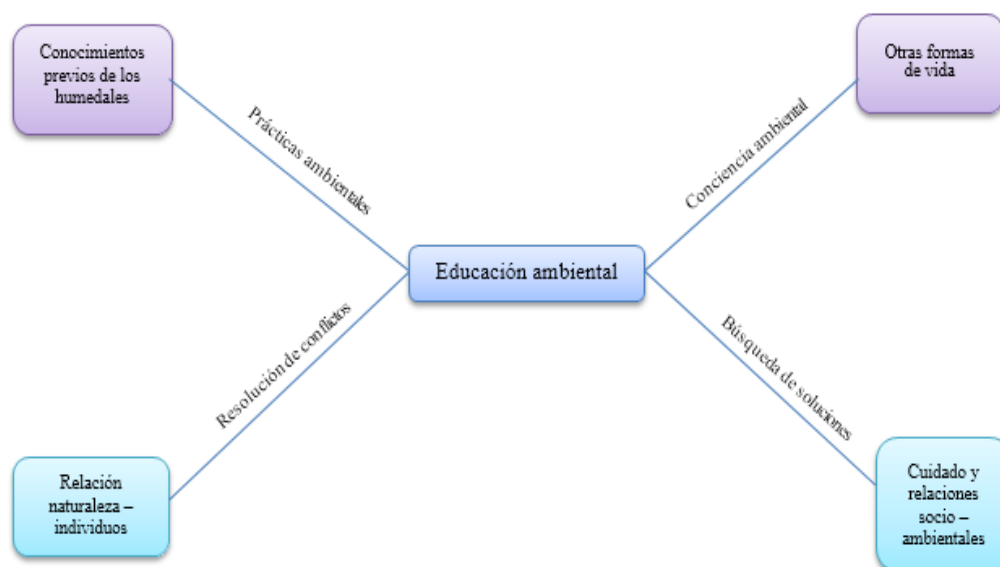 Conocimientos
previos de los
humedales
Otras formas
de vida
Prácticas ambientales
Conciencia ambiental
Educación ambiental
Resolución de conflictos
Búsqueda de soluciones
Relación
naturaleza –
individuos
Cuidado y
relaciones
socio –
ambientales